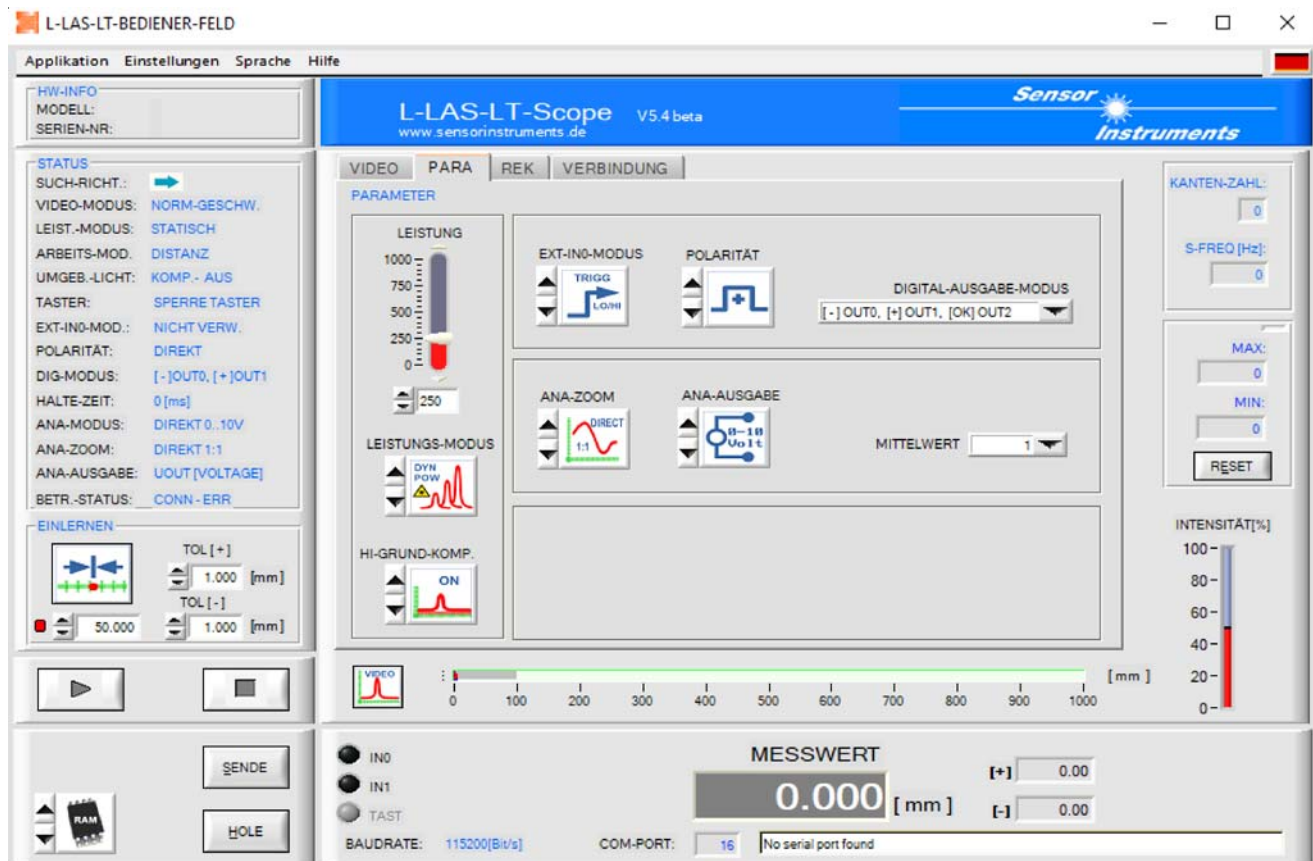 L-LAS-LT-BEDIENER-FELD
Applikation Einstellungen Sprache Hilfe
HW-INFO
MODELL:
SERIEN-NR:
L-LAS-LT-Scope V5.4 beta
www.sensorinstruments.de
Sensor
Instruments
STATUS
SUCH-RICHT.:
VIDEO-MODUS: NORM-GESCHW.
LEIST.-MODUS: STATISCH
ARBEITS-MOD. DISTANZ
UMGEB.-LICHT: KOMP.- AUS
TASTER: SPERRE TASTER
EXT-IN0-MOD.: NICHT VERW.
POLARITÄT: DIREKT
DIG-MODUS: [-]OUT0, [+]OUT1
HALTE-ZEIT: 0 [ms]
ANA-MODUS: DIREKT 0..10V
ANA-ZOOM: DIREKT 1:1
ANA-AUSGABE: UOUT [VOLTAGE]
BETR.-STATUS: CONN - ERR
EINLERNEN
TOL [+]
1.000 [mm]
TOL [-]
50.000 1.000 [mm]
VIDEO PARA REK VERBINDUNG
PARAMETER
LEISTUNG
1000
750
500
250
0
250
LEISTUNGS-MODUS
DYN
POW
HI-GRUND-KOMP.
ON
EXT-IN0-MODUS POLARITÄT
TRIGG
LO/HI
DIGITAL-AUSGABE-MODUS
[-] OUT0, [+] OUT1, [OK] OUT2
ANA-ZOOM ANA-AUSGABE
DIRECT
1:1
0-10
Volt
MITTELWERT 1
KANTEN-ZAHL:
0
S-FREQ [Hz]:
0
MAX:
0
MIN:
0
RESET
INTENSITÄT[%]
100
80
60
40
20
0
VIDEO
0 100 200 300 400 500 600 700 800 900 1000
[mm ]
SENDE
RAM
HOLE
IN0
IN1
TAST
MESSWERT
0.000 [ mm ]
[+] 0.00
[-] 0.00
BAUDRATE: 115200[Bit/s] COM-PORT: 16 No serial port found